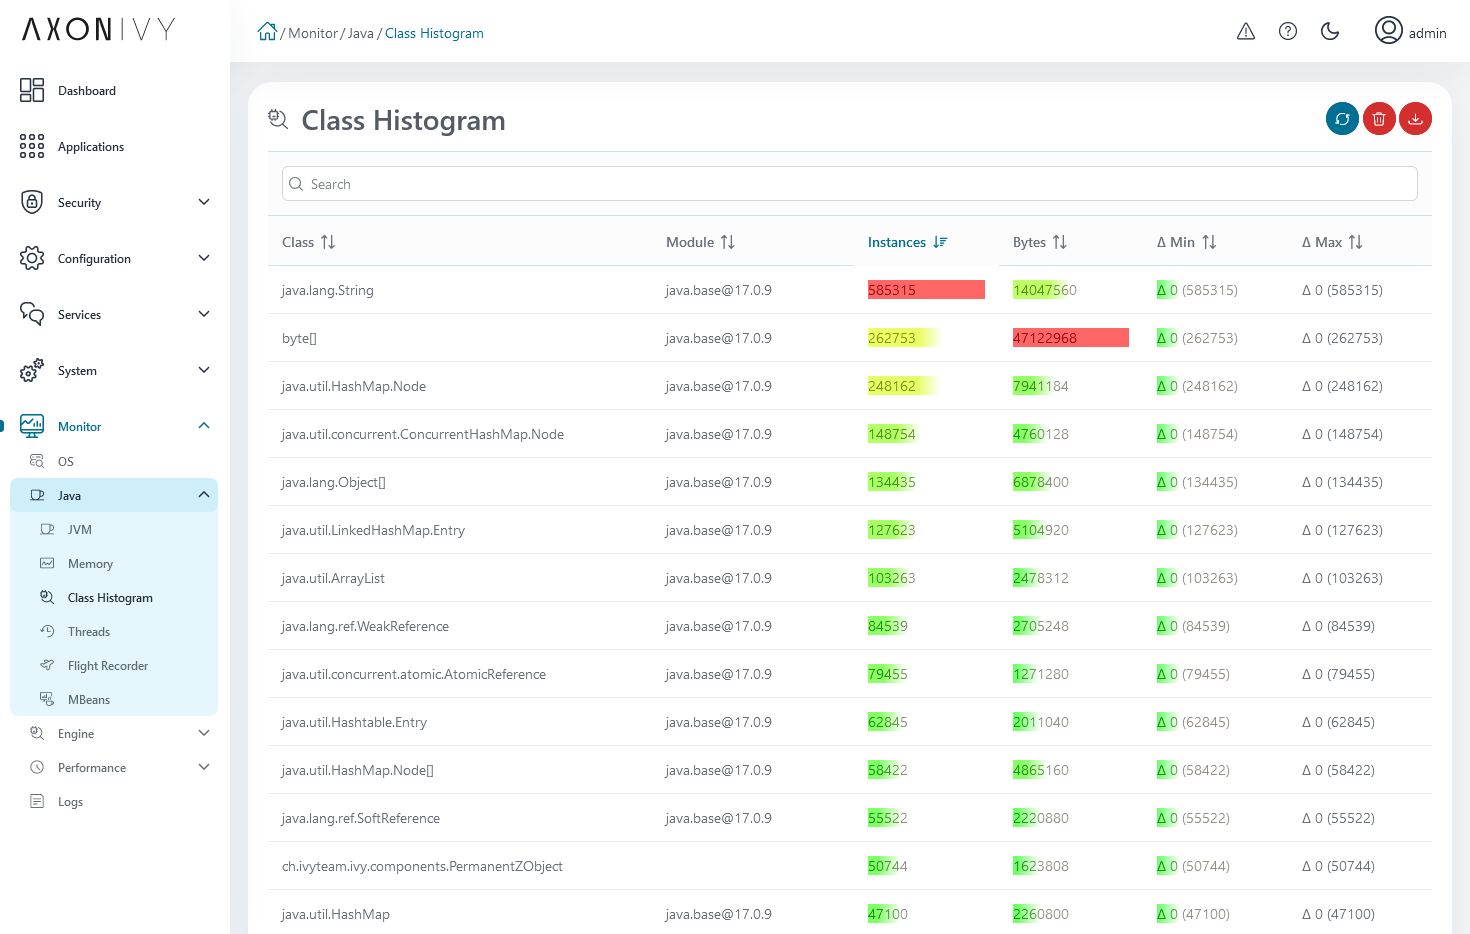 AXONIVY
/ Monitor / Java / Class Histogram
admin
Dashboard
Applications
Security
Configuration
Services
System
Monitor
OS
Java
JVM
Memory
Class Histogram
Threads
Flight Recorder
MBeans
Engine
Performance
Logs
Class Histogram
Search
Class Module Instances Bytes Δ Min Δ Max
java.lang.String java.base@17.0.9 585315 14047560 Δ 0 (585315) Δ 0 (585315)
byte[] java.base@17.0.9 262753 47122968 Δ 0 (262753) Δ 0 (262753)
java.util.HashMap.Node java.base@17.0.9 248162 7941184 Δ 0 (248162) Δ 0 (248162)
java.util.concurrent.ConcurrentHashMap.Node java.base@17.0.9 148754 4760128 Δ 0 (148754) Δ 0 (148754)
java.lang.Object[] java.base@17.0.9 134435 6878400 Δ 0 (134435) Δ 0 (134435)
java.util.LinkedHashMap.Entry java.base@17.0.9 127623 5104920 Δ 0 (127623) Δ 0 (127623)
java.util.ArrayList java.base@17.0.9 103263 2478312 Δ 0 (103263) Δ 0 (103263)
java.lang.ref.WeakReference java.base@17.0.9 84539 2705248 Δ 0 (84539) Δ 0 (84539)
java.util.concurrent.atomic.AtomicReference java.base@17.0.9 79455 1271280 Δ 0 (79455) Δ 0 (79455)
java.util.Hashtable.Entry java.base@17.0.9 62845 2011040 Δ 0 (62845) Δ 0 (62845)
java.util.HashMap.Node[] java.base@17.0.9 58422 4865160 Δ 0 (58422) Δ 0 (58422)
java.lang.ref.SoftReference java.base@17.0.9 55522 2220880 Δ 0 (55522) Δ 0 (55522)
ch.ivyteam.ivy.components.PermanentZObject 50744 1623808 Δ 0 (50744) Δ 0 (50744)
java.util.HashMap java.base@17.0.9 47100 2260800 Δ 0 (47100) Δ 0 (47100)